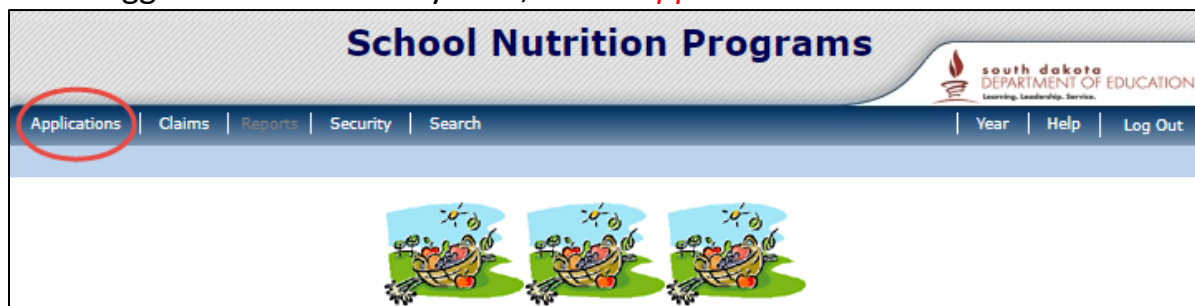 School Nutrition Programs
south dakota
DEPARTMENT OF EDUCATION
Learning. Leadership. Service.
Applications | Claims | Reports | Security | Search | Year | Help | Log Out